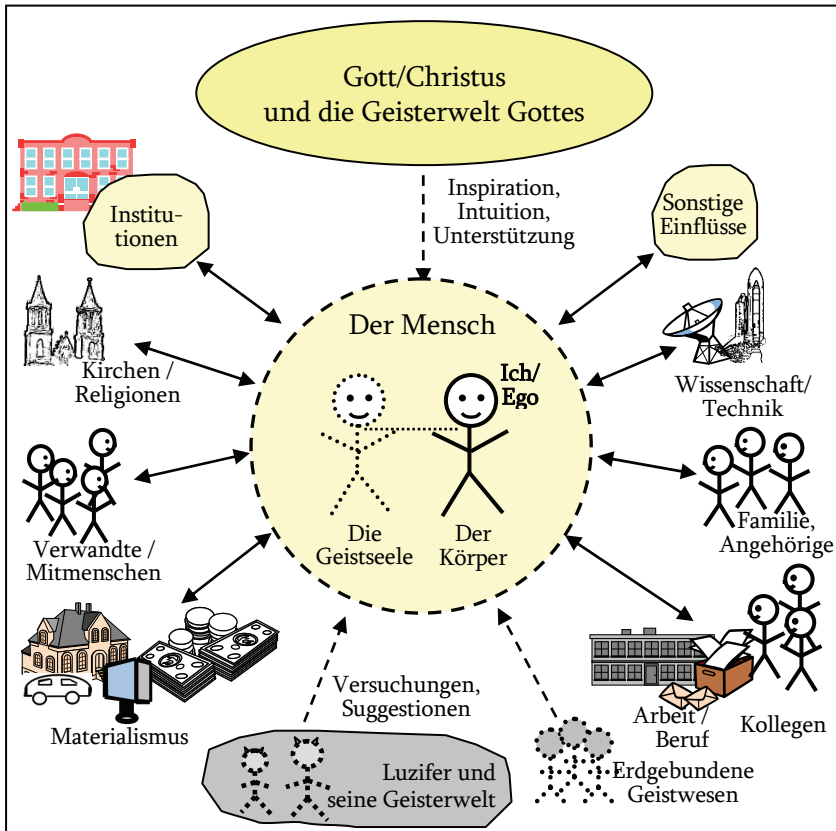 Gott/Christus
und die Geisterwelt Gottes
Inspiration,
Intuition,
Unterstützung
Institu-
tionen
Sonstige
Einflüsse
Der Mensch
Ich/
Ego
Kirchen /
Religionen
Wissenschaft/
Technik
Die
Geistseele
Der
Körper
Verwandte /
Mitmenschen
Familie,
Angehörige
Materialismus
Versuchungen,
Suggestionen
Arbeit /
Beruf
Kollegen
Luzifer und
seine Geisterwelt
Erdgebundene
Geistwesen